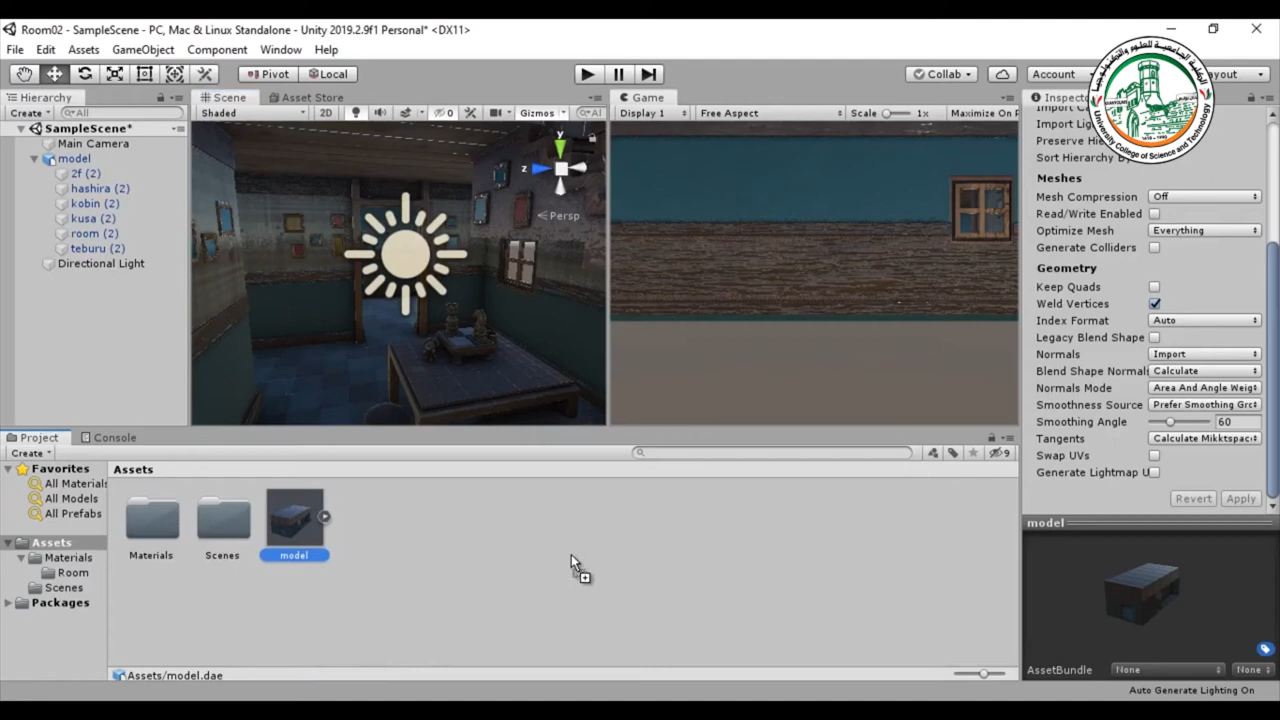 Room02 - SampleScene - PC, Mac & Linux Standalone - Unity 2019.2.9f1 Personal* <DX11>
File Edit Assets GameObject Component Window Help
Pivot Local Collab Account
Hierarchy
Create All
SampleScene*
Main Camera
model
2f (2)
hashira (2)
kobin (2)
kusa (2)
room (2)
teburu (2)
Directional Light
Scene Asset Store
Shaded 2D 0 Gizmos All
y
z
Persp
Game
Display 1 Free Aspect Scale 1x Maximize On P
University College of Science and Technology
Meshes
Mesh Compression Off
Read/Write Enabled
Optimize Mesh Everything
Generate Colliders
Geometry
Keep Quads
Weld Vertices
Index Format Auto
Legacy Blend Shape
Normals Import
Blend Shape Normals Calculate
Normals Mode Area And Angle Weig
Smoothness Source Prefer Smoothing Gro
Smoothing Angle 60
Tangents Calculate Mikktspac
Swap UVs
Generate Lightmap U
Revert Apply
model
AssetBundle None None
Auto Generate Lighting On
Project Console
Create 9
Favorites
All Materials
All Models
All Prefabs
Assets
Materials
Room
Scenes
Packages
Assets
Materials Scenes model
Assets/model.dae